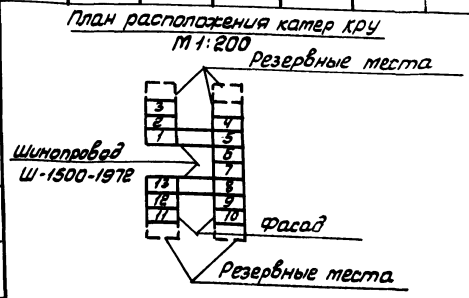 План расположения камер КРУ
М 1:200
Резервные места
3
2 4
1 5
6
Шинопровод 7
Ш-1500-1972
13 8
12 9
11 10
Фасад
Резервные места